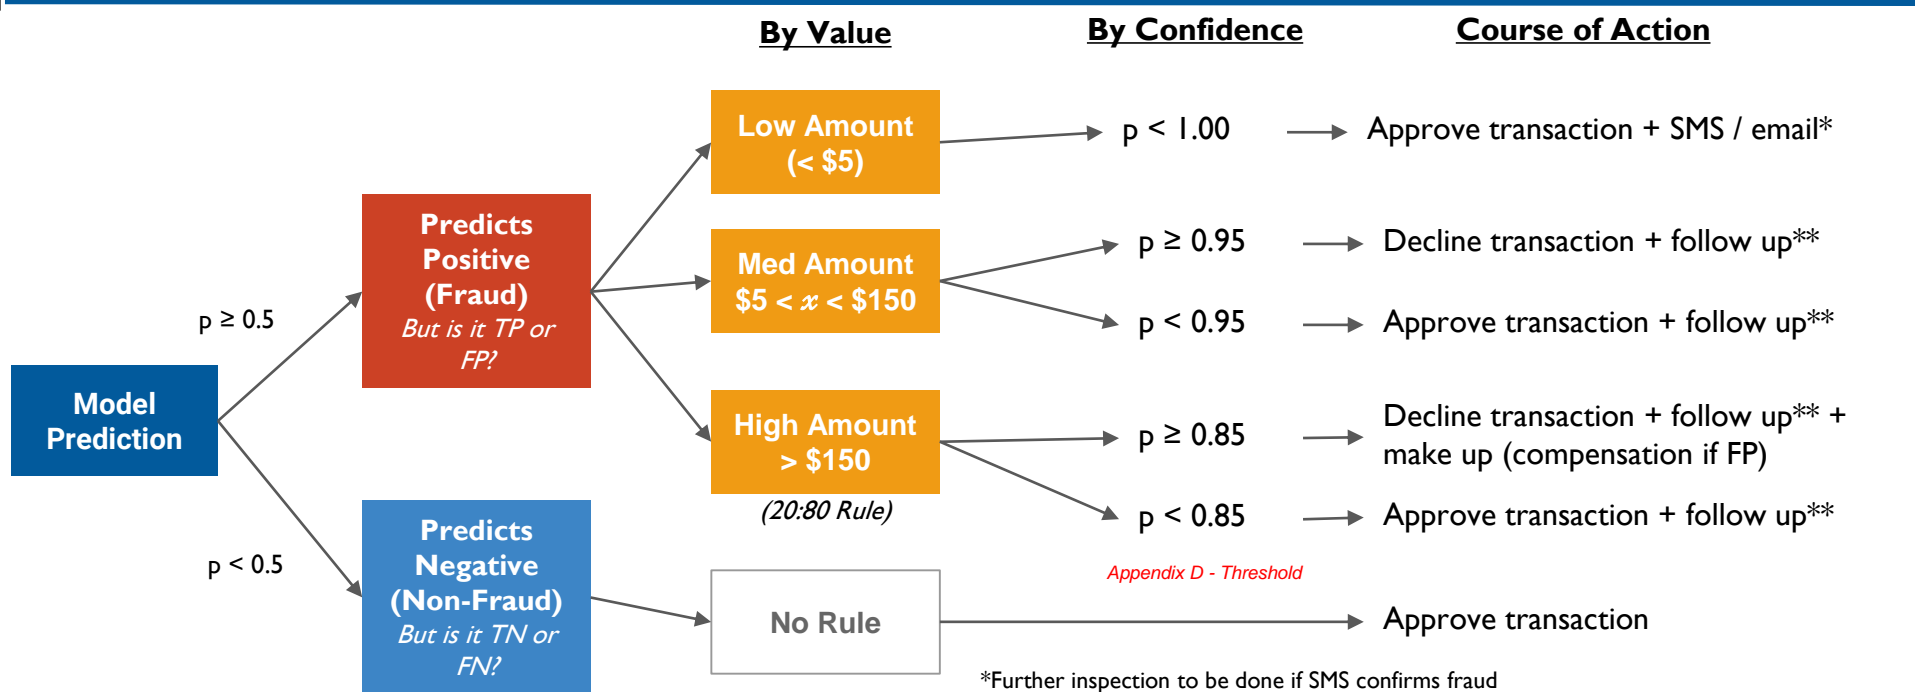 By Value
By Confidence
Course of Action
Low Amount
(< $5)
p < 1.00
Approve transaction + SMS / email*
Predicts
Positive
(Fraud)
But is it TP or
FP?
p ≥ 0.5
Med Amount
$5 < x < $150
p ≥ 0.95
Decline transaction + follow up**
p < 0.95
Approve transaction + follow up**
Model
Prediction
High Amount
> $150
(20:80 Rule)
p ≥ 0.85
Decline transaction + follow up** +
make up (compensation if FP)
p < 0.85
Approve transaction + follow up**
Appendix D - Threshold
p < 0.5
Predicts
Negative
(Non-Fraud)
But is it TN or
FN?
No Rule
Approve transaction
*Further inspection to be done if SMS confirms fraud